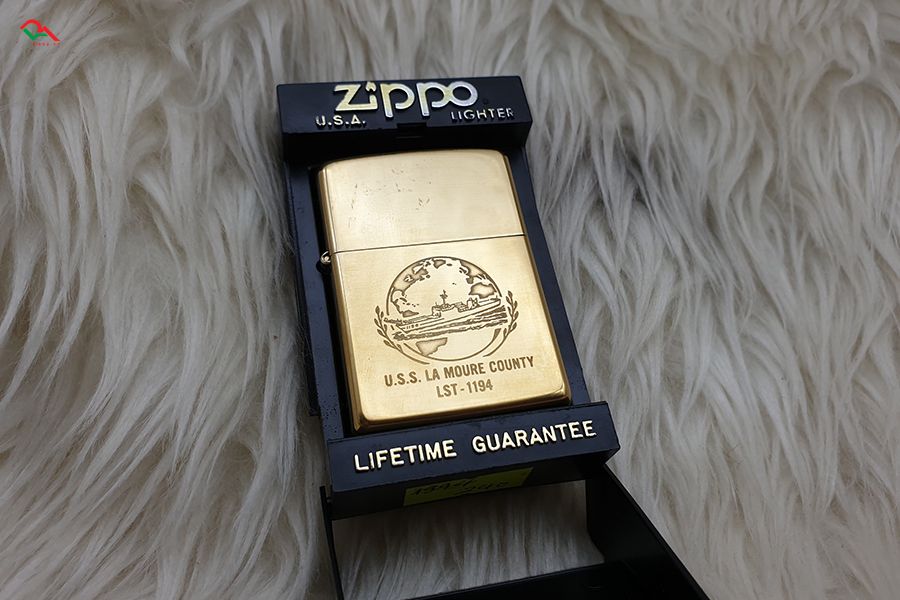 zippo
U.S.A. LIGHTER
U.S.S. LA MOURE COUNTY
LST-1194
LIFETIME GUARANTEE